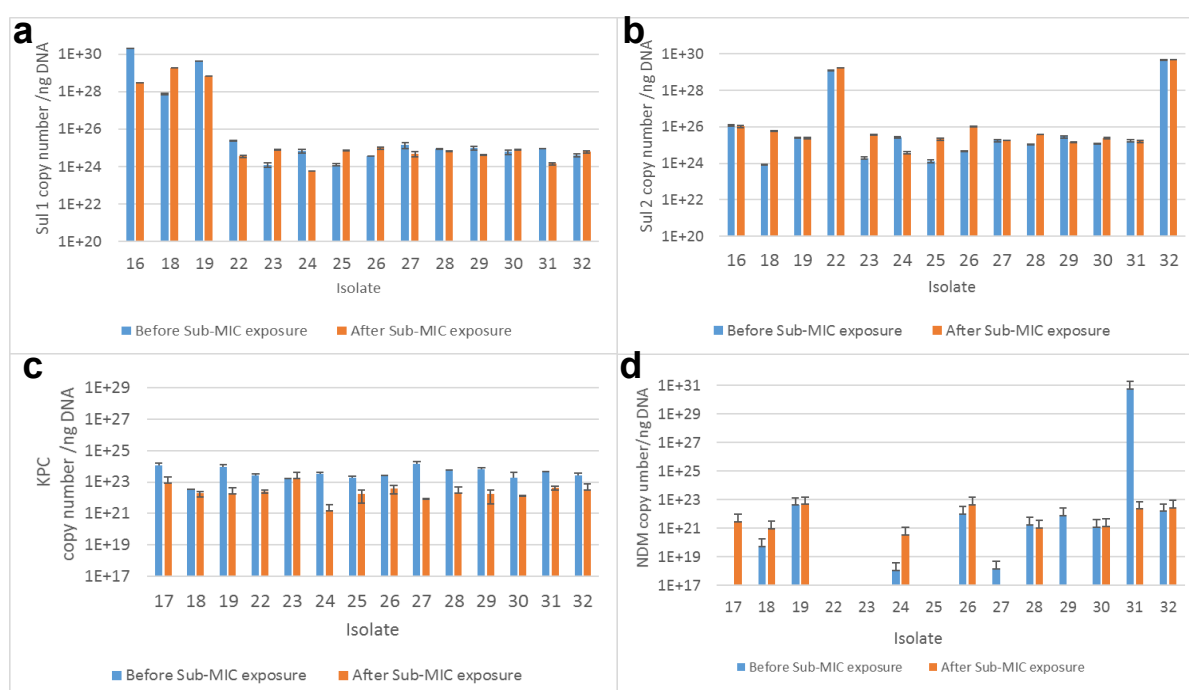 a
Sul 1 copy number /ng DNA
1E+30
1E+28
1E+26
1E+24
1E+22
1E+20
16 18 19 22 23 24 25 26 27 28 29 30 31 32
Isolate
Before Sub-MIC exposure After Sub-MIC exposure
b
Sul 2 copy number /ng DNA
1E+30
1E+28
1E+26
1E+24
1E+22
1E+20
16 18 19 22 23 24 25 26 27 28 29 30 31 32
Isolate
Before Sub-MIC exposure After Sub-MIC exposure
c
KPC
copy number /ng DNA
1E+29
1E+27
1E+25
1E+23
1E+21
1E+19
1E+17
17 18 19 22 23 24 25 26 27 28 29 30 31 32
Isolate
Before Sub-MIC exposure After Sub-MIC exposure
d
NDM copy umber/ng DNA
1E+31
1E+29
1E+27
1E+25
1E+23
1E+21
1E+19
1E+17
17 18 19 22 23 24 25 26 27 28 29 30 31 32
Isolate
Before Sub-MIC exposure After Sub-MIC exposure